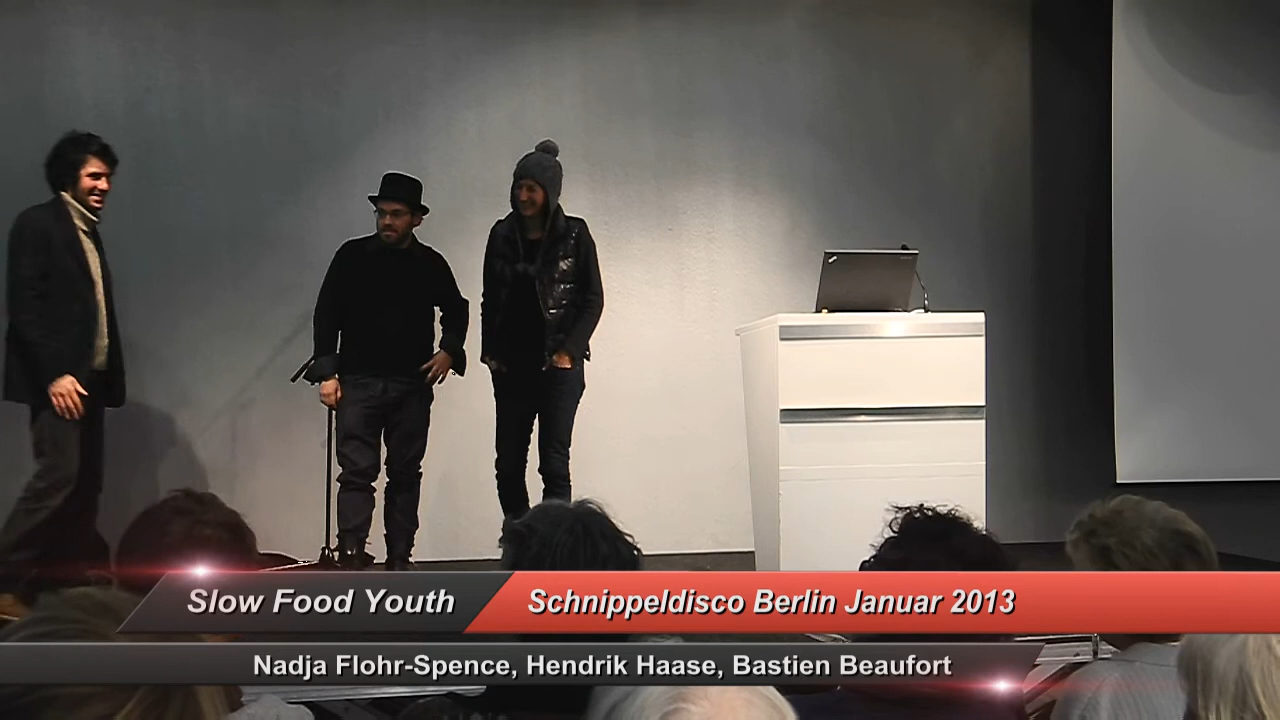 Slow Food Youth
Schnippeldisco Berlin Januar 2013
Nadja Flohr-Spence, Hendrik Haase, Bastien Beaufort